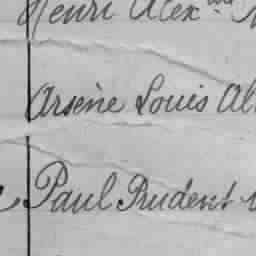 Henri Alex
Arsène Louis Al
Paul Prudent